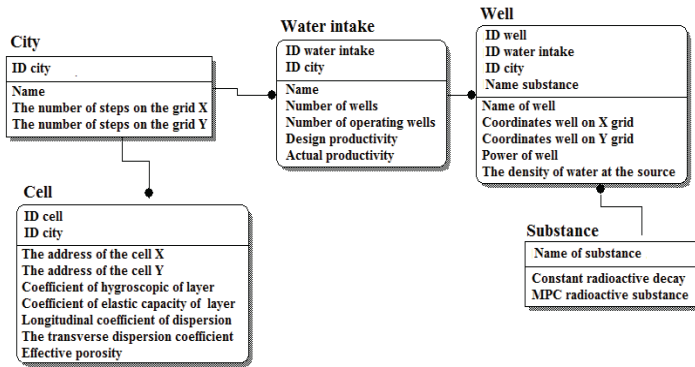 City
ID city
Name
The number of steps on the grid X
The number of steps on the grid Y
Water intake
ID water intake
ID city
Name
Number of wells
Number of operating wells
Design productivity
Actual productivity
Well
ID well
ID water intake
ID city
Name substance
Name of well
Coordinates well on X grid
Coordinates well on Y grid
Power of well
The density of water at the source
Cell
ID cell
ID city
The address of the cell X
The address of the cell Y
Coefficient of hygroscopic of layer
Coefficient of elastic capacity of layer
Longitudinal coefficient of dispersion
The transverse dispersion coefficient
Effective porosity
Substance
Name of substance
Constant radioactive decay
MPC radioactive substance